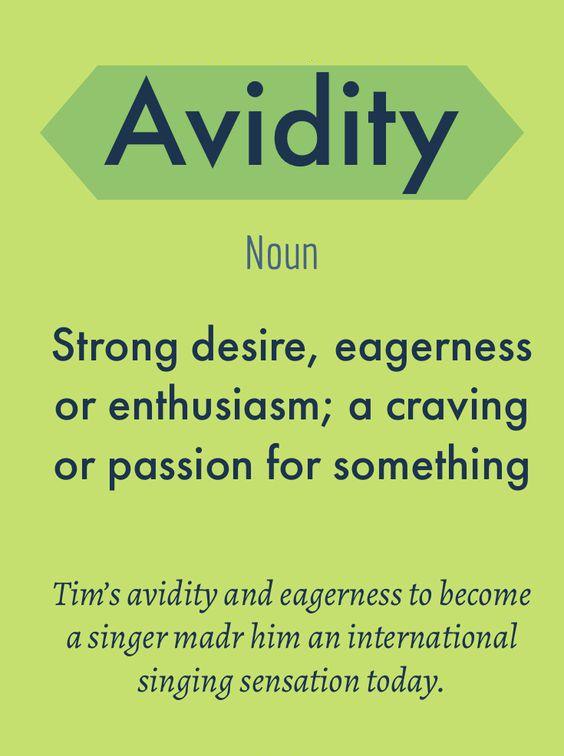 Avidity
Noun
Strong desire, eagerness
or enthusiasm; a craving
or passion for something
Tim’s avidity and eagerness to become
a singer madr him an international
singing sensation today.